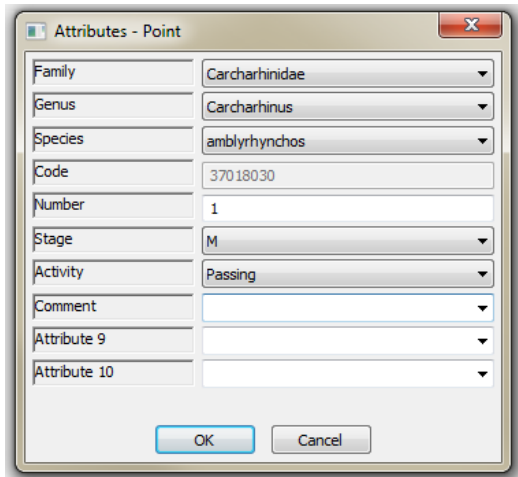 Attributes - Point
Family Carcharhinidae
Genus Carcharhinus
Species amblyrhynchos
Code 37018030
Number 1
Stage M
Activity Passing
Comment
Attribute 9
Attribute 10
OK Cancel